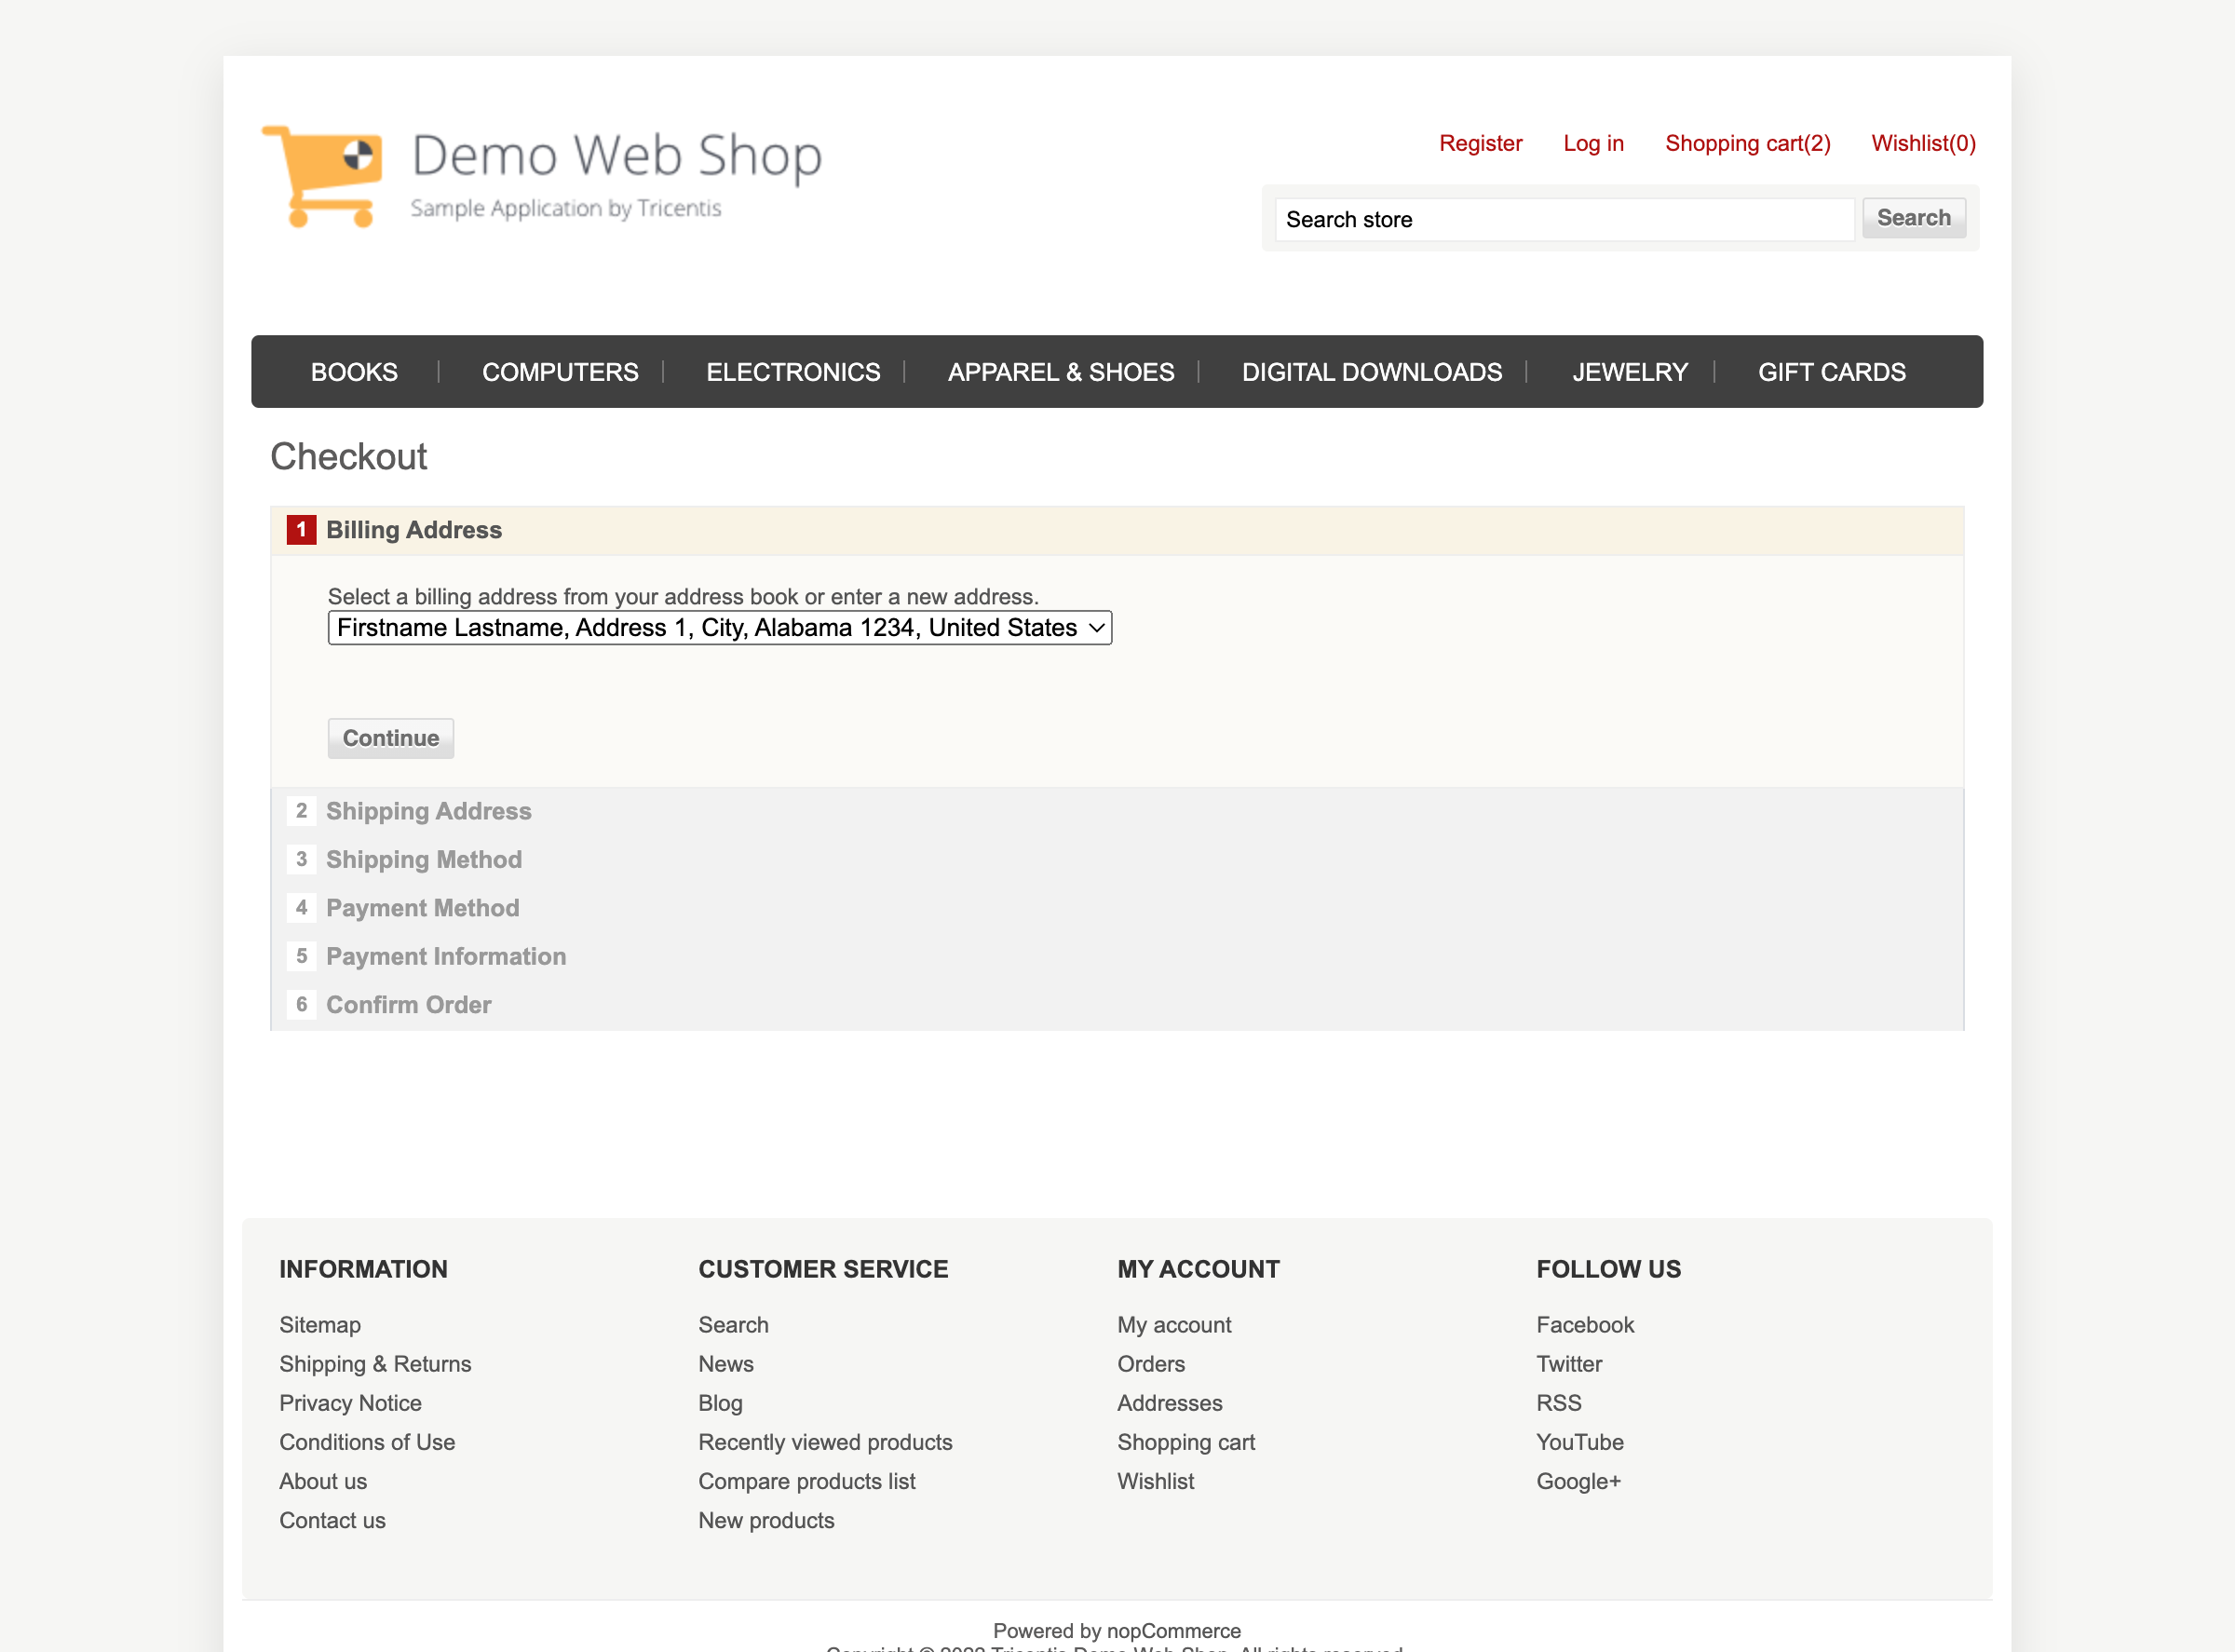 Demo Web Shop
Sample Application by Tricentis
Register Log in Shopping cart(2) Wishlist(0)
Search store Search
BOOKS COMPUTERS ELECTRONICS APPAREL & SHOES DIGITAL DOWNLOADS JEWELRY GIFT CARDS
Checkout
1 Billing Address
Select a billing address from your address book or enter a new address.
Firstname Lastname, Address 1, City, Alabama 1234, United States
Continue
2 Shipping Address
3 Shipping Method
4 Payment Method
5 Payment Information
6 Confirm Order
INFORMATION
Sitemap
Shipping & Returns
Privacy Notice
Conditions of Use
About us
Contact us
CUSTOMER SERVICE
Search
News
Blog
Recently viewed products
Compare products list
New products
MY ACCOUNT
My account
Orders
Addresses
Shopping cart
Wishlist
FOLLOW US
Facebook
Twitter
RSS
YouTube
Google+
Powered by nopCommerce